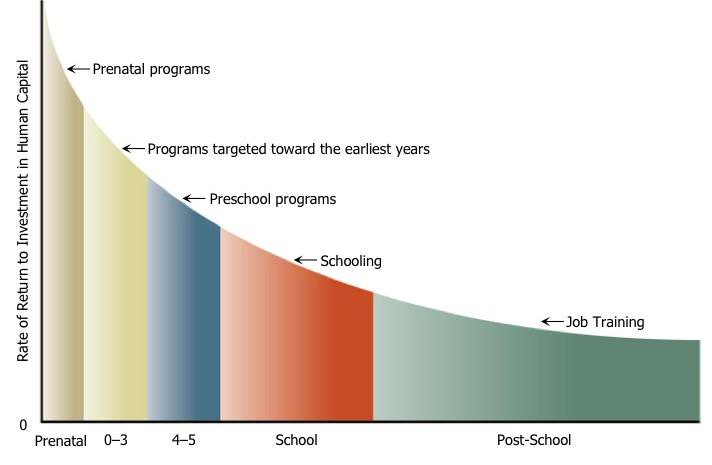 Rate of Return to Investment in Human Capital
Prenatal programs
Programs targeted toward the earliest years
Preschool programs
Schooling
Job Training
0
Prenatal 0–3 4–5 School Post-School